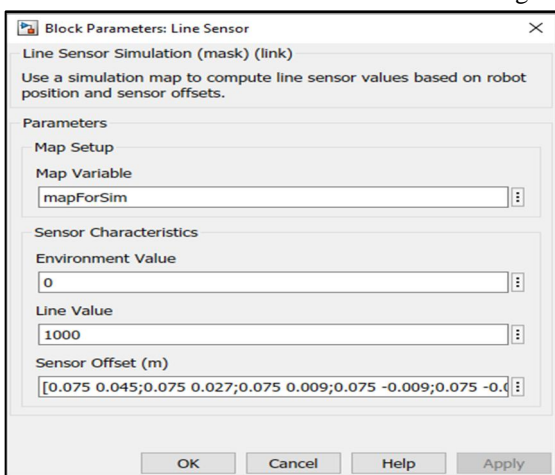 Block Parameters: Line Sensor
Line Sensor Simulation (mask) (link)
Use a simulation map to compute line sensor values based on robot
position and sensor offsets.
Parameters
Map Setup
Map Variable
mapForSim
Sensor Characteristics
Environment Value
0
Line Value
1000
Sensor Offset (m)
[0.075 0.045;0.075 0.027;0.075 0.009;0.075 -0.009;0.075 -0.0
OK Cancel Help Apply